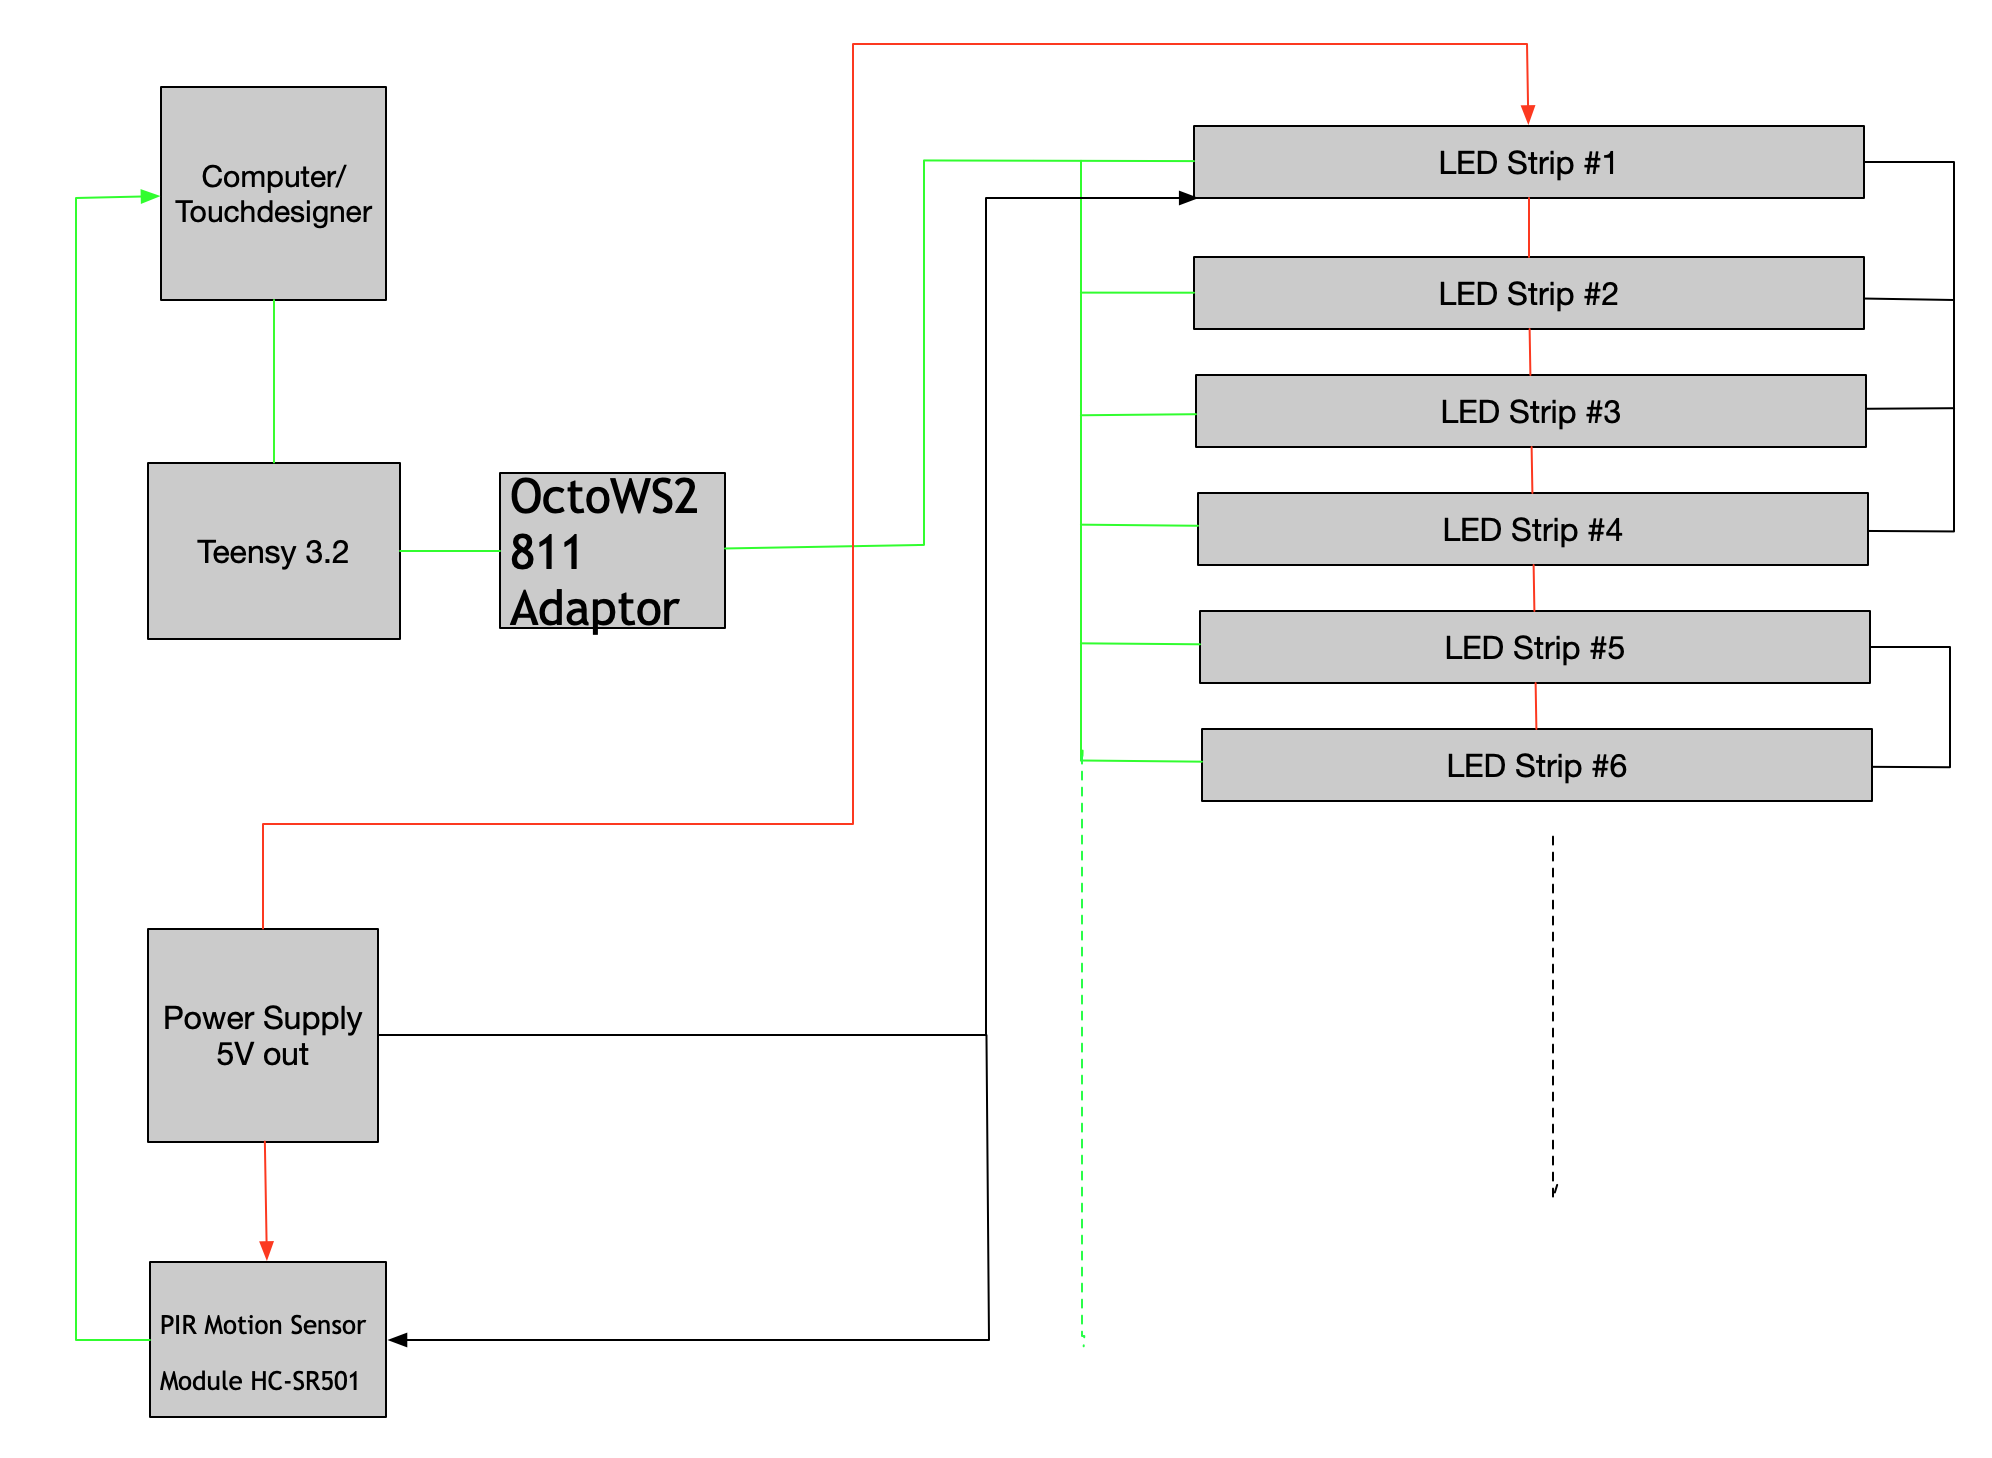 Computer/
Touchdesigner
Teensy 3.2
OctoWS2
811
Adaptor
Power Supply
5V out
PIR Motion Sensor
Module HC-SR501
LED Strip #1
LED Strip #2
LED Strip #3
LED Strip #4
LED Strip #5
LED Strip #6